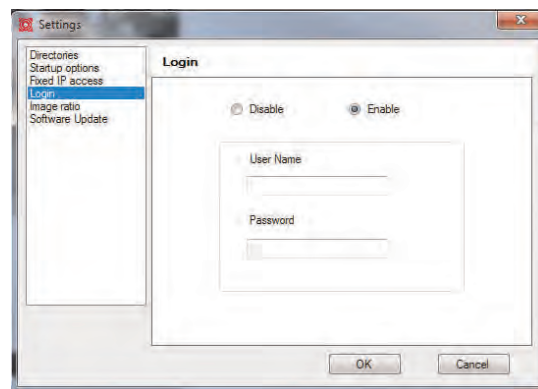 Settings
Directories
Startup options
Fixed IP access
Login
Image ratio
Software Update
Login
Disable
Enable
User Name
Password
OK
Cancel